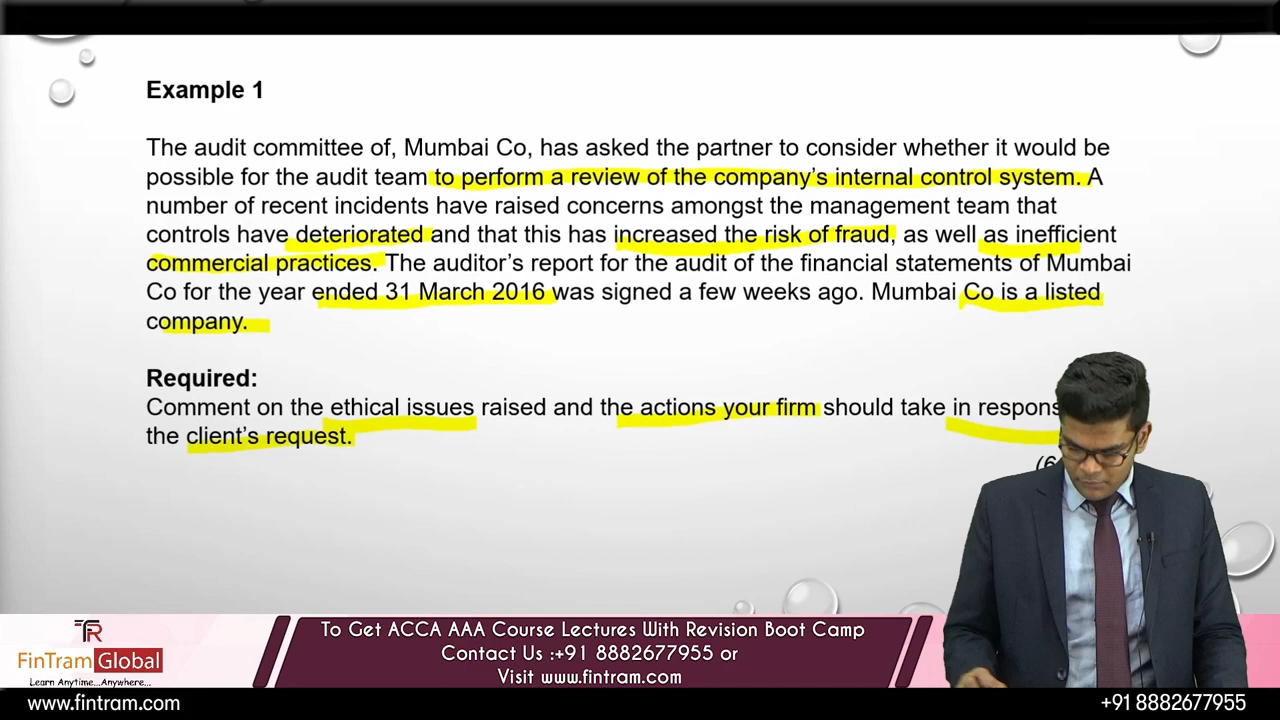 Example 1
The audit committee of, Mumbai Co, has asked the partner to consider whether it would be
possible for the audit team to perform a review of the company's internal control system. A
number of recent incidents have raised concerns amongst the management team that
controls have deteriorated and that this has increased the risk of fraud, as well as inefficient
commercial practices. The auditor's report for the audit of the financial statements of Mumbai
Co for the year ended 31 March 2016 was signed a few weeks ago. Mumbai Co is a listed
company.
Required:
Comment on the ethical issues raised and the actions your firm should take in
the client's request.
To Get ACCA AAA Course Lectures With Revision Boot Camp
Contact Us :+91 8882677955 or
Visit www.fintram.com
FinTram Global
Learn Anytime...Anywhere...
www.fintram.com
+91 8882677955